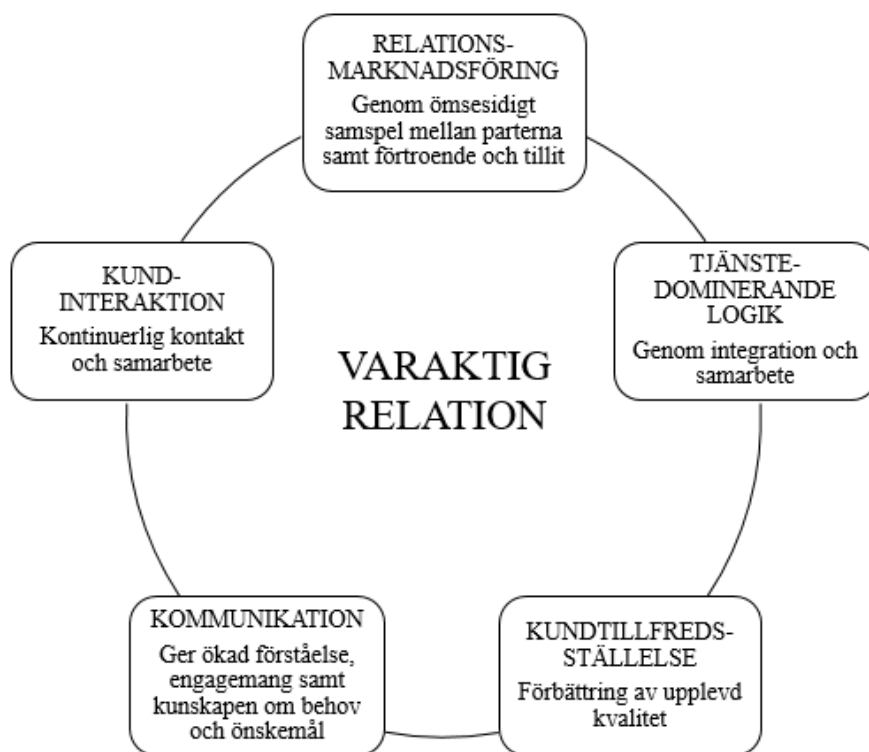 RELATIONS-
MARKNADSFÖRING
Genom ömsesidigt
samspel mellan parterna
samt förtroende och tillit
KUND-
INTERAKTION
Kontinuerlig kontakt
och samarbete
TJÄNSTE-
DOMINERANDE
LOGIK
Genom integration och
samarbete
VARAKTIG
RELATION
KOMMUNIKATION
Ger ökad förståelse,
engagemang samt
kunskapen om behov
och önskemål
KUNDTILLFREDS-
STÄLLELSE
Förbättring av upplevd
kvalitet